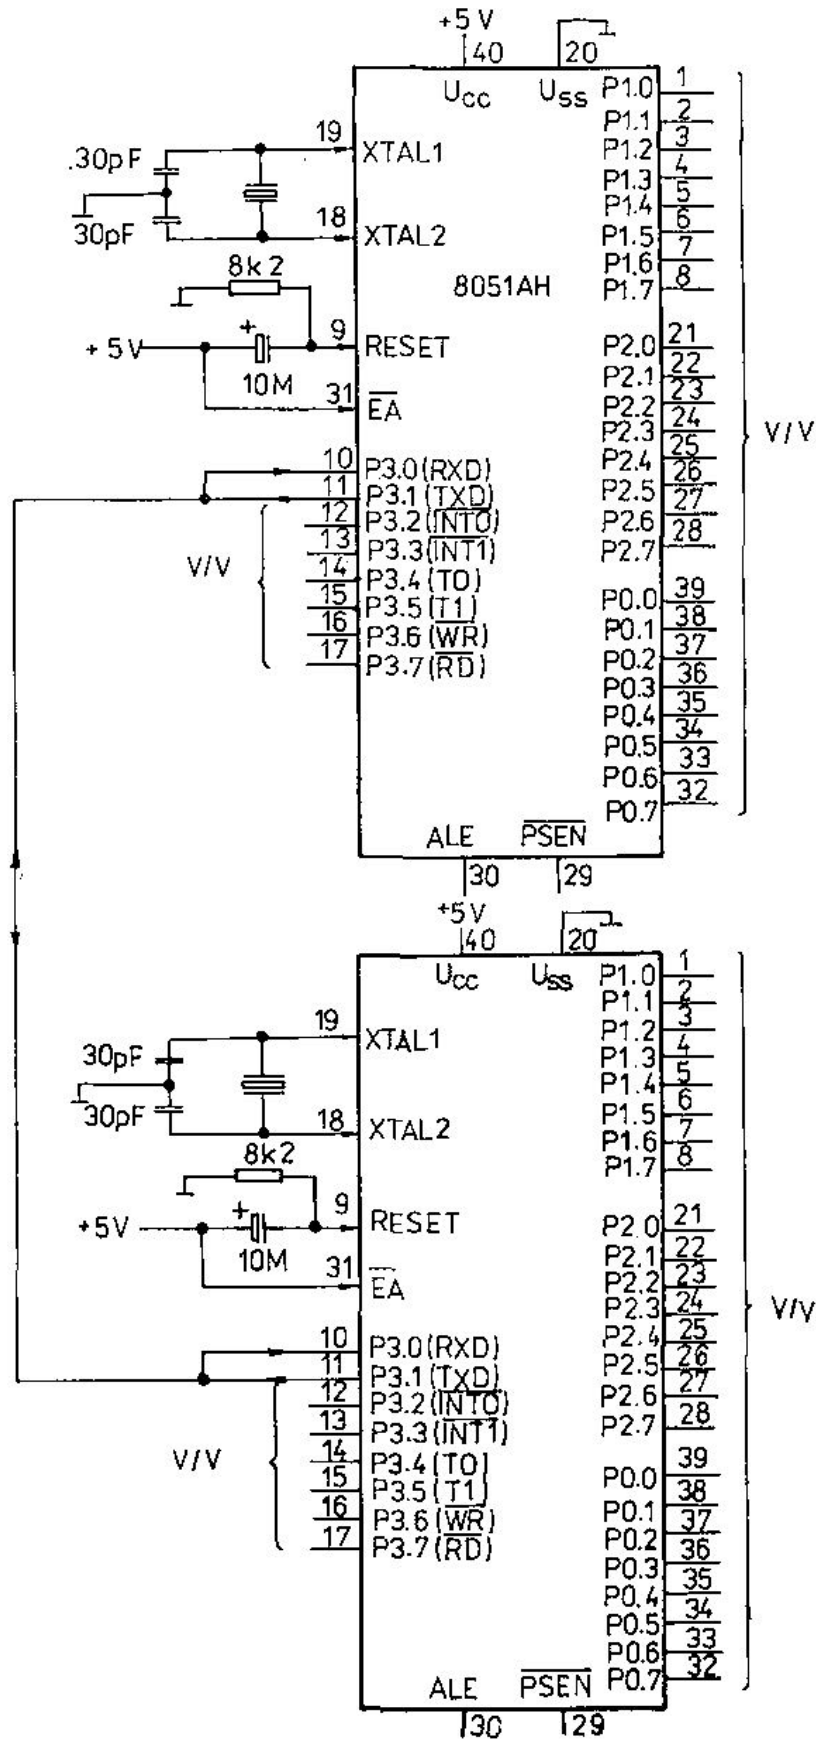 +5V
40
20
UCC
USS
P1.0
1
P1.1
2
P1.2
3
P1.3
4
P1.4
5
P1.5
6
P1.6
7
P1.7
8
19
XTAL1
.30pF
30pF
18
XTAL2
8k2
8051AH
+5V
+
10M
9
RESET
31
EA
P2.0
21
P2.1
22
P2.2
23
P2.3
24
P2.4
25
P2.5
26
P2.6
27
P2.7
28
V/V
10
P3.0(RXD)
11
P3.1(TXD)
12
P3.2(INT0)
13
P3.3(INT1)
14
P3.4(T0)
15
P3.5(T1)
16
P3.6(WR)
17
P3.7(RD)
V/V
P0.0
39
P0.1
38
P0.2
37
P0.3
36
P0.4
35
P0.5
34
P0.6
33
P0.7
32
ALE
PSEN
30
29
+5V
40
20
UCC
USS
P1.0
1
P1.1
2
P1.2
3
P1.3
4
P1.4
5
P1.5
6
P1.6
7
P1.7
8
19
XTAL1
30pF
30pF
18
XTAL2
8k2
+5V
+
10M
9
RESET
31
EA
P2.0
21
P2.1
22
P2.2
23
P2.3
24
P2.4
25
P2.5
26
P2.6
27
P2.7
28
V/V
10
P3.0(RXD)
11
P3.1(TXD)
12
P3.2(INT0)
13
P3.3(INT1)
14
P3.4(T0)
15
P3.5(T1)
16
P3.6(WR)
17
P3.7(RD)
V/V
P0.0
39
P0.1
38
P0.2
37
P0.3
36
P0.4
35
P0.5
34
P0.6
33
P0.7
32
ALE
PSEN
30
29